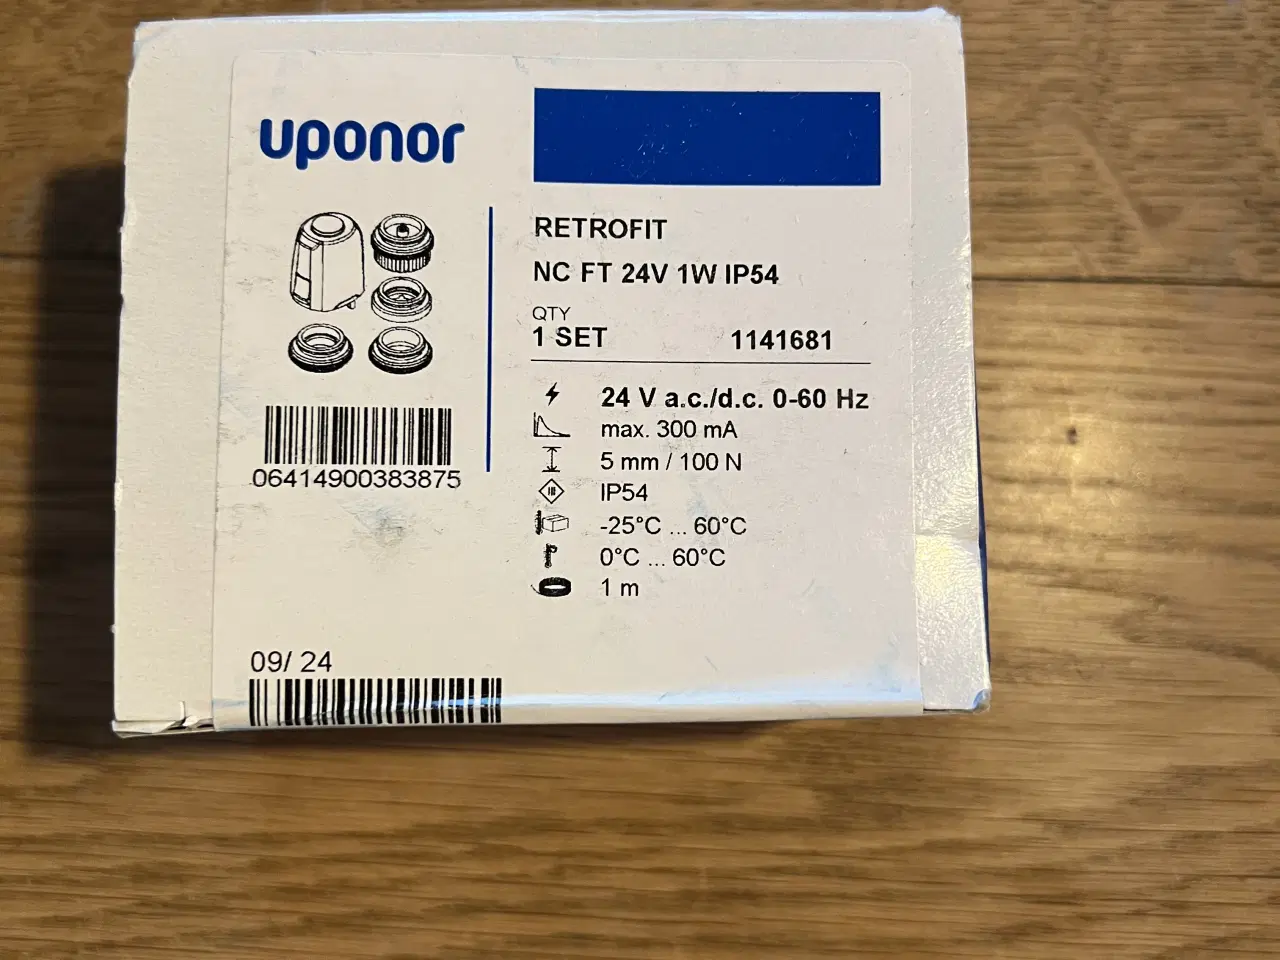 uponor
RETROFIT
NC FT 24V 1W IP54
QTY
1 SET 1141681
24 V a.c./d.c. 0-60 Hz
max. 300 mA
5 mm / 100 N
IP54
-25°C ... 60°C
0°C ... 60°C
1 m
06414900383875
09/ 24